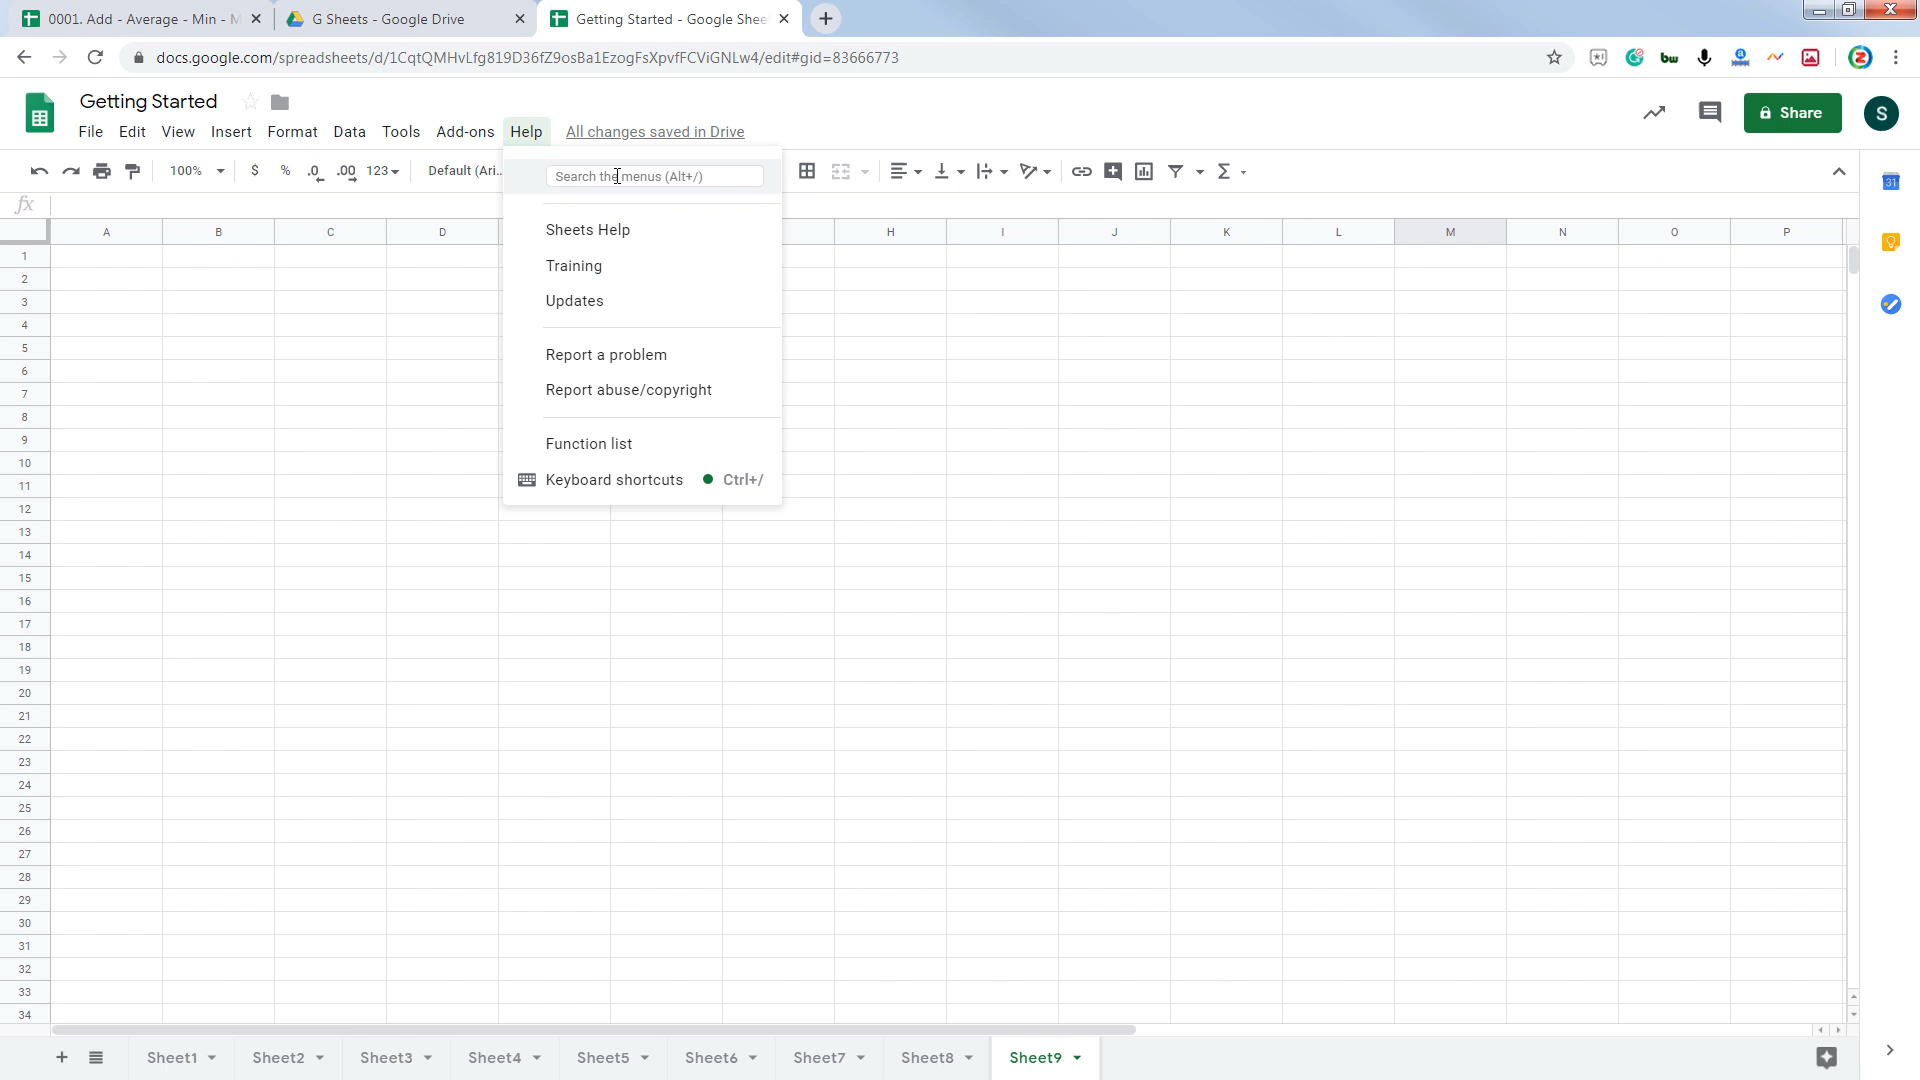 0001. Add - Average - Min - M
G Sheets - Google Drive
Getting Started - Google Shee
docs.google.com/spreadsheets/d/1CqtQMHvLfg819D36fZ9osBa1EzogFsXpvfFCViGNLw4/edit#gid=83666773
bw
Getting Started
Share
S
File Edit View Insert Format Data Tools Add-ons Help All changes saved in Drive
100% $ % .0 .00 123 Default (Ari...
Search the menus (Alt+/)
31
fx
A B C D H I J K L M N O P
Sheets Help
Training
Updates
Report a problem
Report abuse/copyright
Function list
Keyboard shortcuts Ctrl+/
1
2
3
4
5
6
7
8
9
10
11
12
13
14
15
16
17
18
19
20
21
22
23
24
25
26
27
28
29
30
31
32
33
34
Sheet1 Sheet2 Sheet3 Sheet4 Sheet5 Sheet6 Sheet7 Sheet8 Sheet9